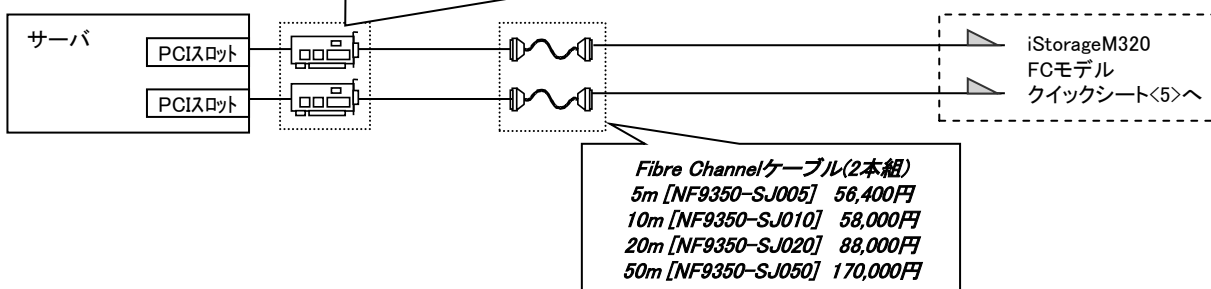 サーバ
PCIスロット
PCIスロット
iStorageM320
FCモデル
クイックシート<5>へ
Fibre Channelケーブル(2本組)
5m [NF9350-SJ005] 56,400円
10m [NF9350-SJ010] 58,000円
20m [NF9350-SJ020] 88,000円
50m [NF9350-SJ050] 170,000円